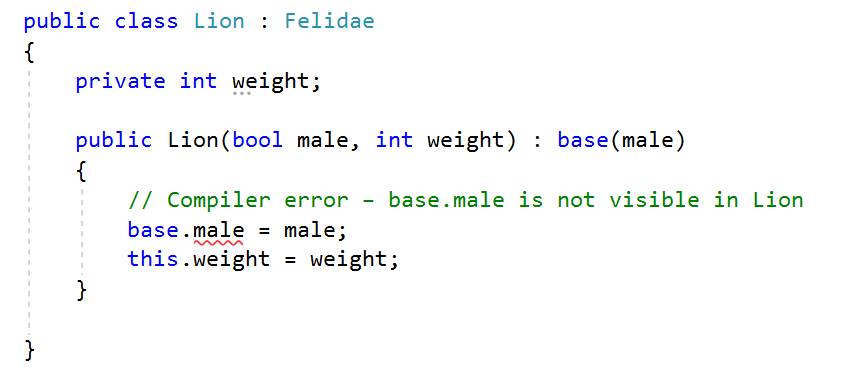 public class Lion : Felidae
{
    private int weight;

    public Lion(bool male, int weight) : base(male)
    {
        // Compiler error – base.male is not visible in Lion
        base.male = male;
        this.weight = weight;
    }

}